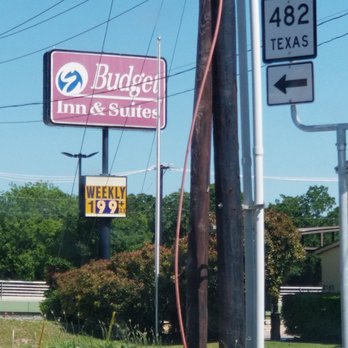 482
TEXAS
Budget
Inn & Suites
WEEKLY
199